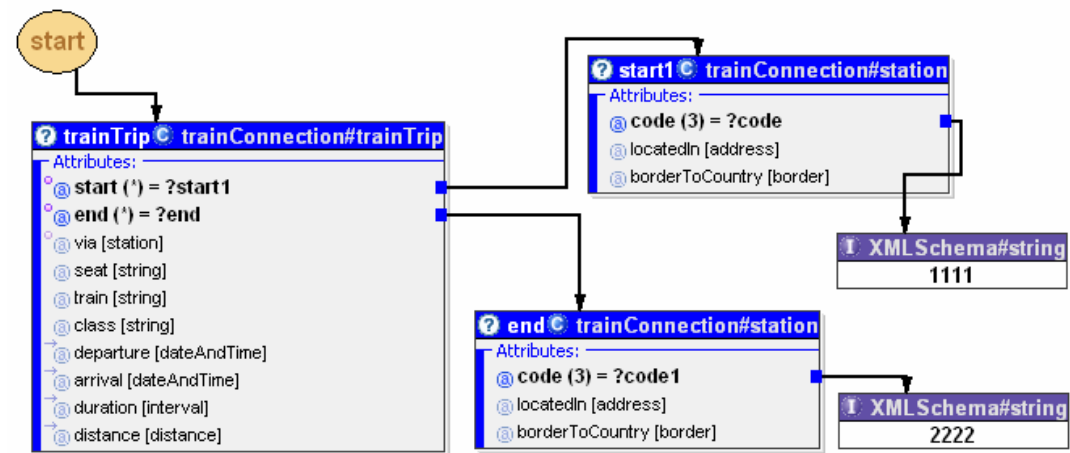 start
? trainTrip C trainConnection#trainTrip
Attributes:
@ start (*) = ?start1
@ end (*) = ?end
@ via [station]
@ seat [string]
@ train [string]
@ class [string]
@ departure [dateAndTime]
@ arrival [dateAndTime]
@ duration [interval]
@ distance [distance]
? start1 C trainConnection#station
Attributes:
@ code (3) = ?code
@ locatedIn [address]
@ borderToCountry [border]
I XMLSchema#string
1111
? end C trainConnection#station
Attributes:
@ code (3) = ?code1
@ locatedIn [address]
@ borderToCountry [border]
I XMLSchema#string
2222